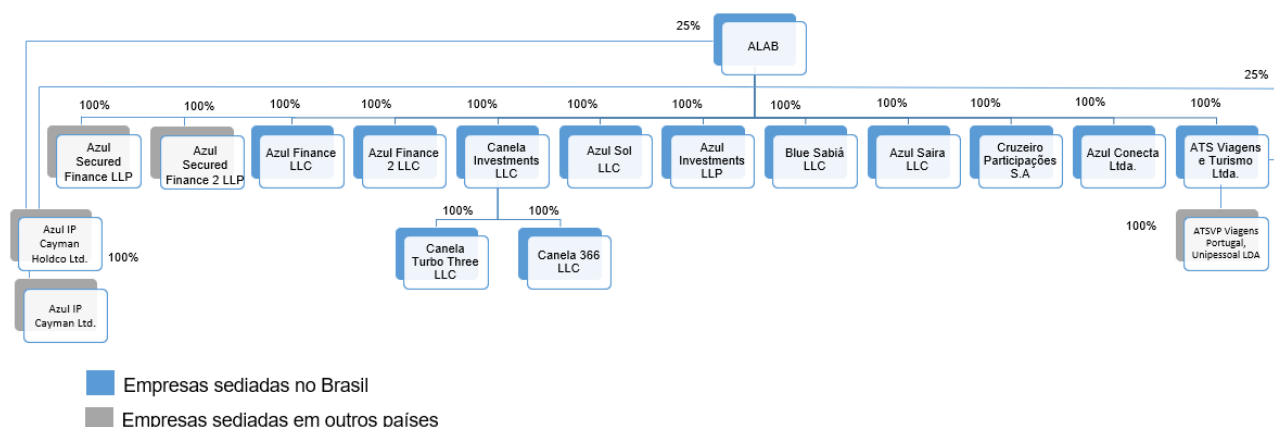 25%
ALAB
25%
100%
100%
100%
100%
100%
100%
100%
100%
100%
100%
100%
100%
Azul
Secured
Finance LLP
Azul
Secured
Finance 2 LLP
Azul Finance
LLC
Azul Finance
2 LLC
Canela
Investments
LLC
Azul Sol
LLC
Azul
Investments
LLP
Blue Sabiá
LLC
Azul Saira
LLC
Cruzeiro
Participações
S.A
Azul Conecta
Ltda.
ATS Viagens
e Turismo
Ltda.
100%
100%
100%
Azul IP
Cayman
Holdco Ltd.
100%
Canela
Turbo Three
LLC
Canela 366
LLC
ATSVP Viagens
Portugal,
Unipessoal LDA
Azul IP
Cayman Ltd.
Empresas sediadas no Brasil
Empresas sediadas em outros países